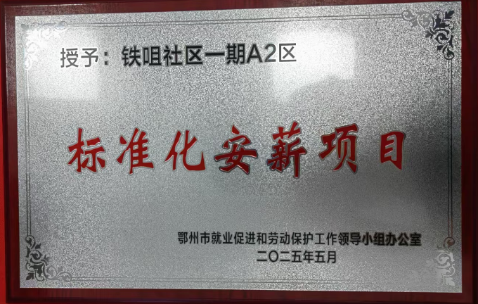 授予：铁咀社区一期A2区
标准化安薪项目
鄂州市就业促进和劳动保护工作领导小组办公室
二〇二五年五月